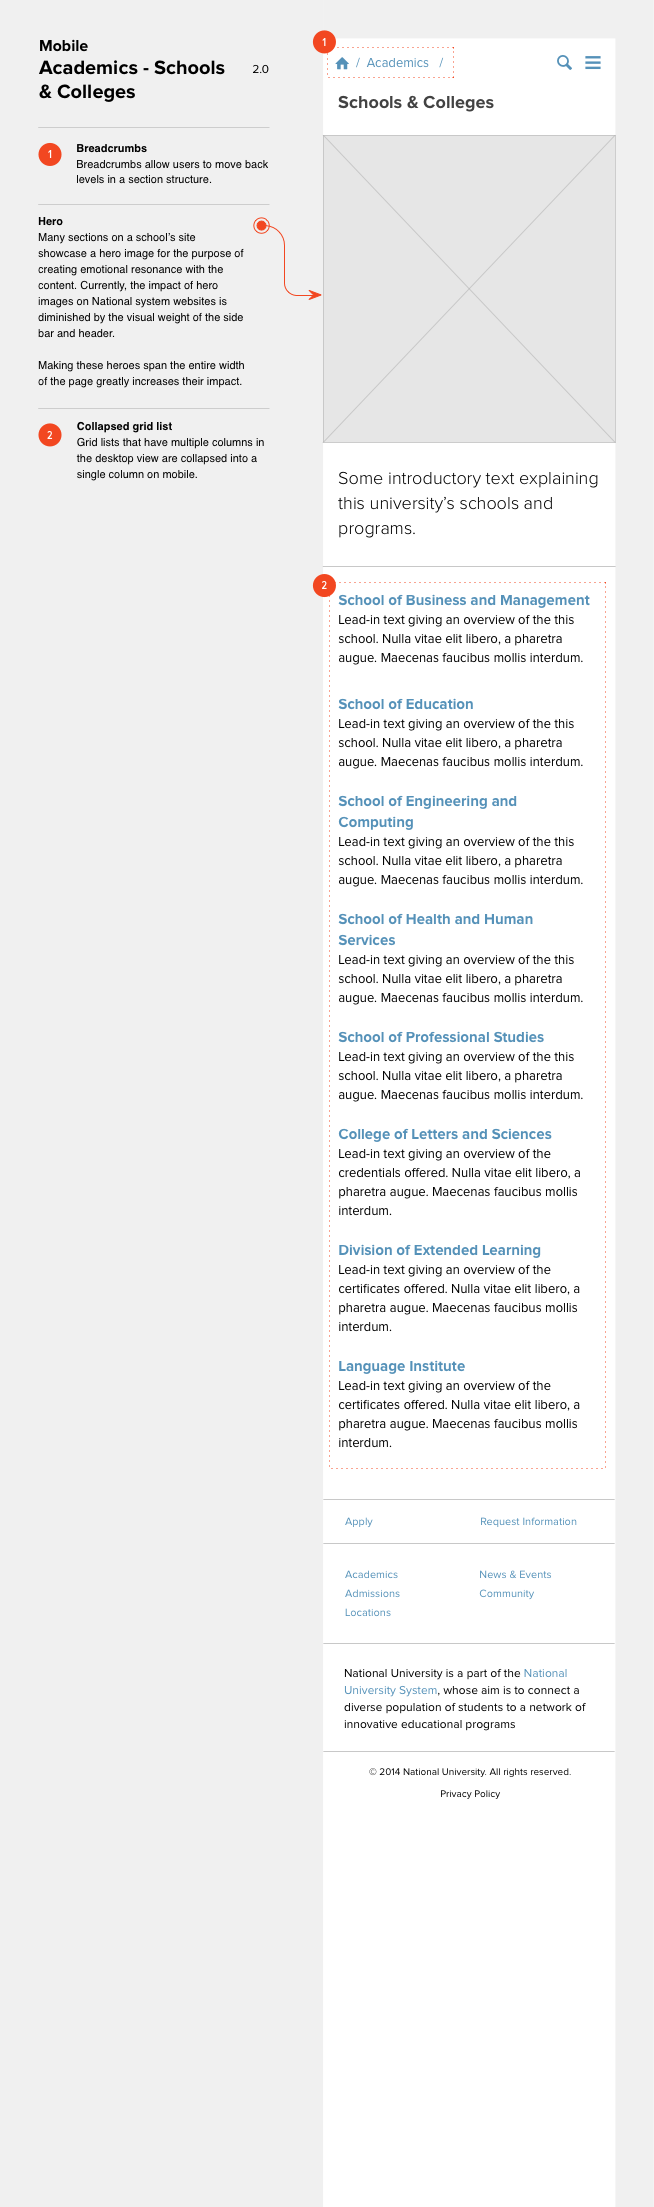 Mobile
Academics - Schools
& Colleges
2.0
1
Breadcrumbs
Breadcrumbs allow users to move back
levels in a section structure.
Hero
Many sections on a school's site
showcase a hero image for the purpose of
creating emotional resonance with the
content. Currently, the impact of hero
images on National system websites is
diminished by the visual weight of the side
bar and header.
Making these heroes span the entire width
of the page greatly increases their impact.
2
Collapsed grid list
Grid lists that have multiple columns in
the desktop view are collapsed into a
single column on mobile.
1
/ Academics /
Schools & Colleges
Some introductory text explaining
this university's schools and
programs.
2
School of Business and Management
Lead-in text giving an overview of the this
school. Nulla vitae elit libero, a pharetra
augue. Maecenas faucibus mollis interdum.
School of Education
Lead-in text giving an overview of the this
school. Nulla vitae elit libero, a pharetra
augue. Maecenas faucibus mollis interdum.
School of Engineering and
Computing
Lead-in text giving an overview of the this
school. Nulla vitae elit libero, a pharetra
augue. Maecenas faucibus mollis interdum.
School of Health and Human
Services
Lead-in text giving an overview of the this
school. Nulla vitae elit libero, a pharetra
augue. Maecenas faucibus mollis interdum.
School of Professional Studies
Lead-in text giving an overview of the this
school. Nulla vitae elit libero, a pharetra
augue. Maecenas faucibus mollis interdum.
College of Letters and Sciences
Lead-in text giving an overview of the
credentials offered. Nulla vitae elit libero, a
pharetra augue. Maecenas faucibus mollis
interdum.
Division of Extended Learning
Lead-in text giving an overview of the
certificates offered. Nulla vitae elit libero, a
pharetra augue. Maecenas faucibus mollis
interdum.
Language Institute
Lead-in text giving an overview of the
certificates offered. Nulla vitae elit libero, a
pharetra augue. Maecenas faucibus mollis
interdum.
Apply Request Information
Academics News & Events
Admissions Community
Locations
National University is a part of the National
University System, whose aim is to connect a
diverse population of students to a network of
innovative educational programs
© 2014 National University. All rights reserved.
Privacy Policy